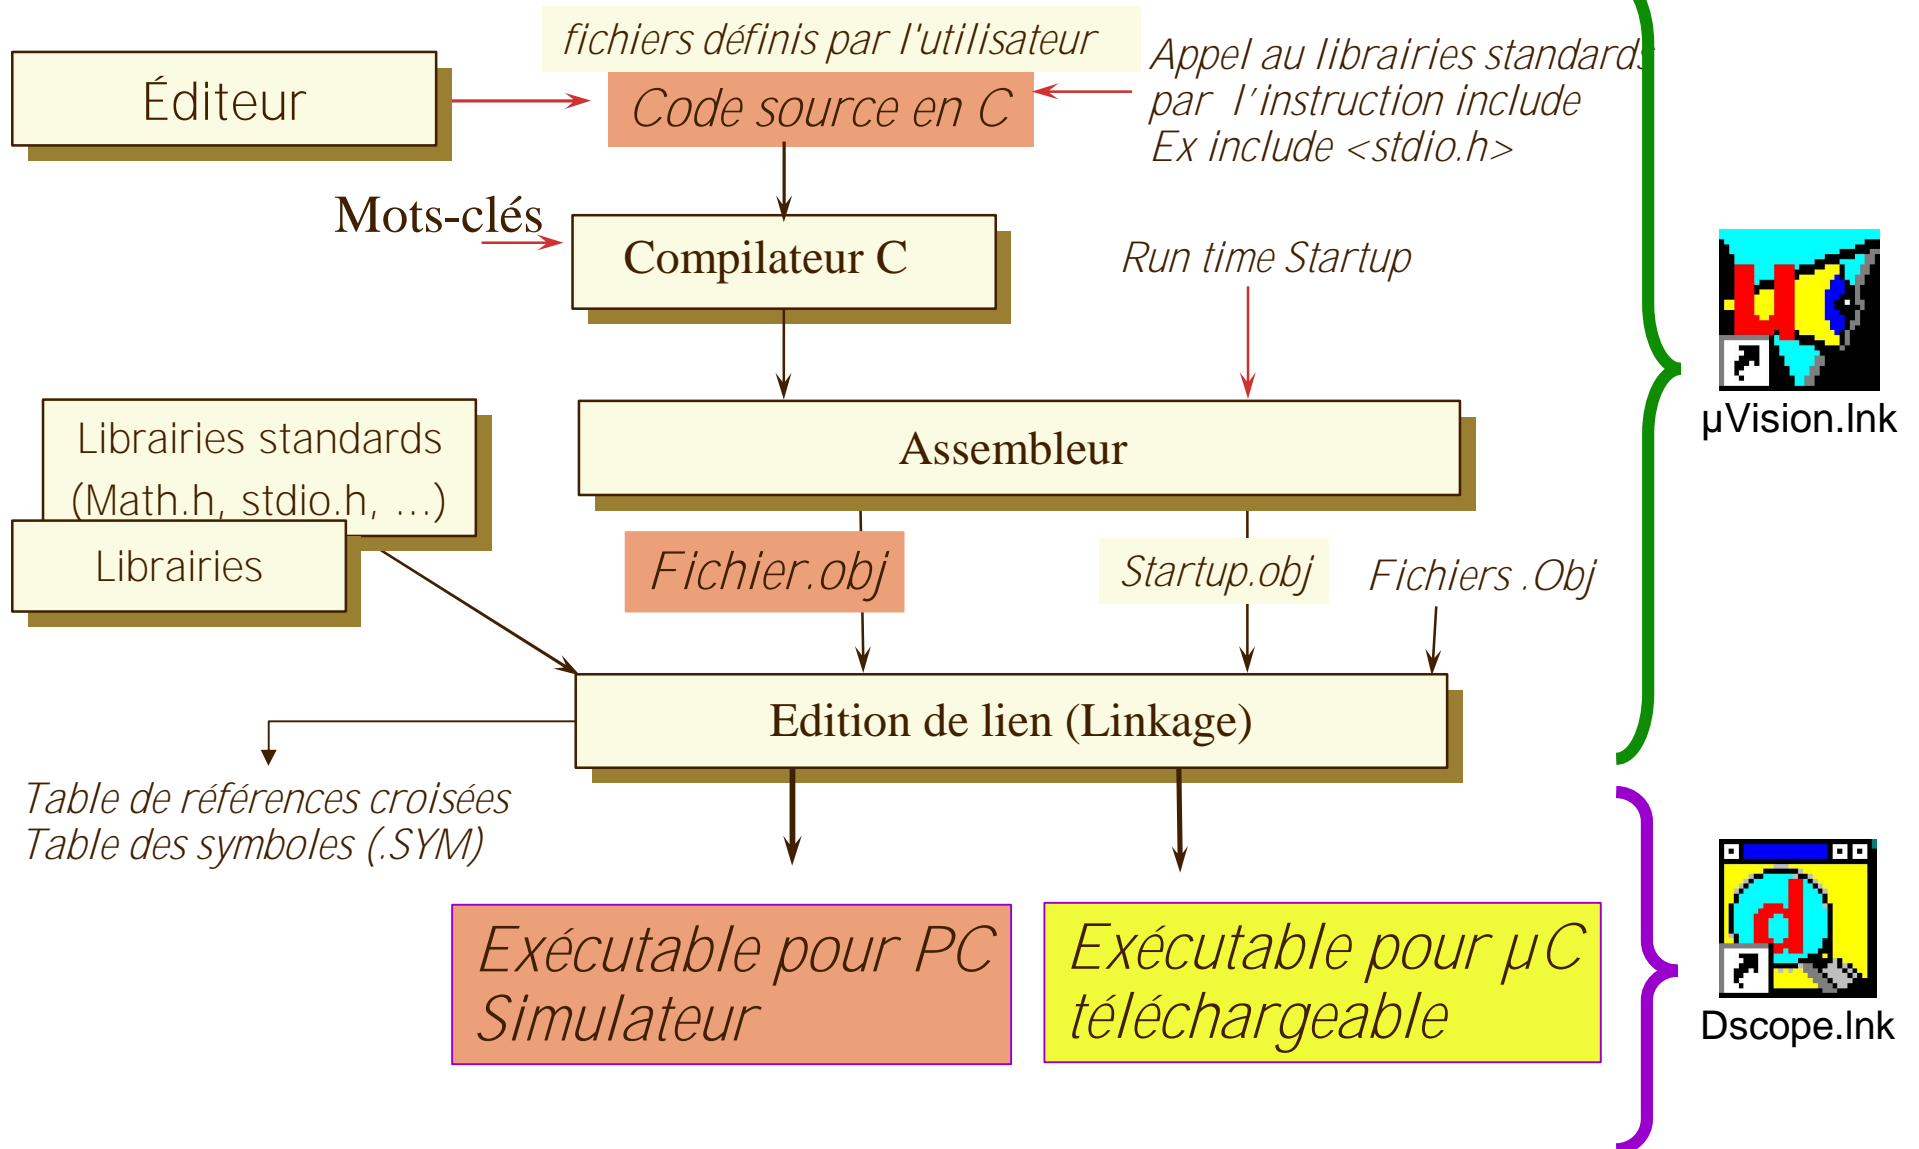 fichiers définis par l'utilisateur
Éditeur
Code source en C
Appel au librairies standards
par l'instruction include
Ex include <stdio.h>
Mots-clés
Compilateur C
Run time Startup
µVision.lnk
Librairies standards
(Math.h, stdio.h, ...)
Librairies
Assembleur
Fichier.obj
Startup.obj
Fichiers .Obj
Edition de lien (Linkage)
Table de références croisées
Table des symboles (.SYM)
Exécutable pour PC
Simulateur
Exécutable pour µC
téléchargeable
Dscope.lnk